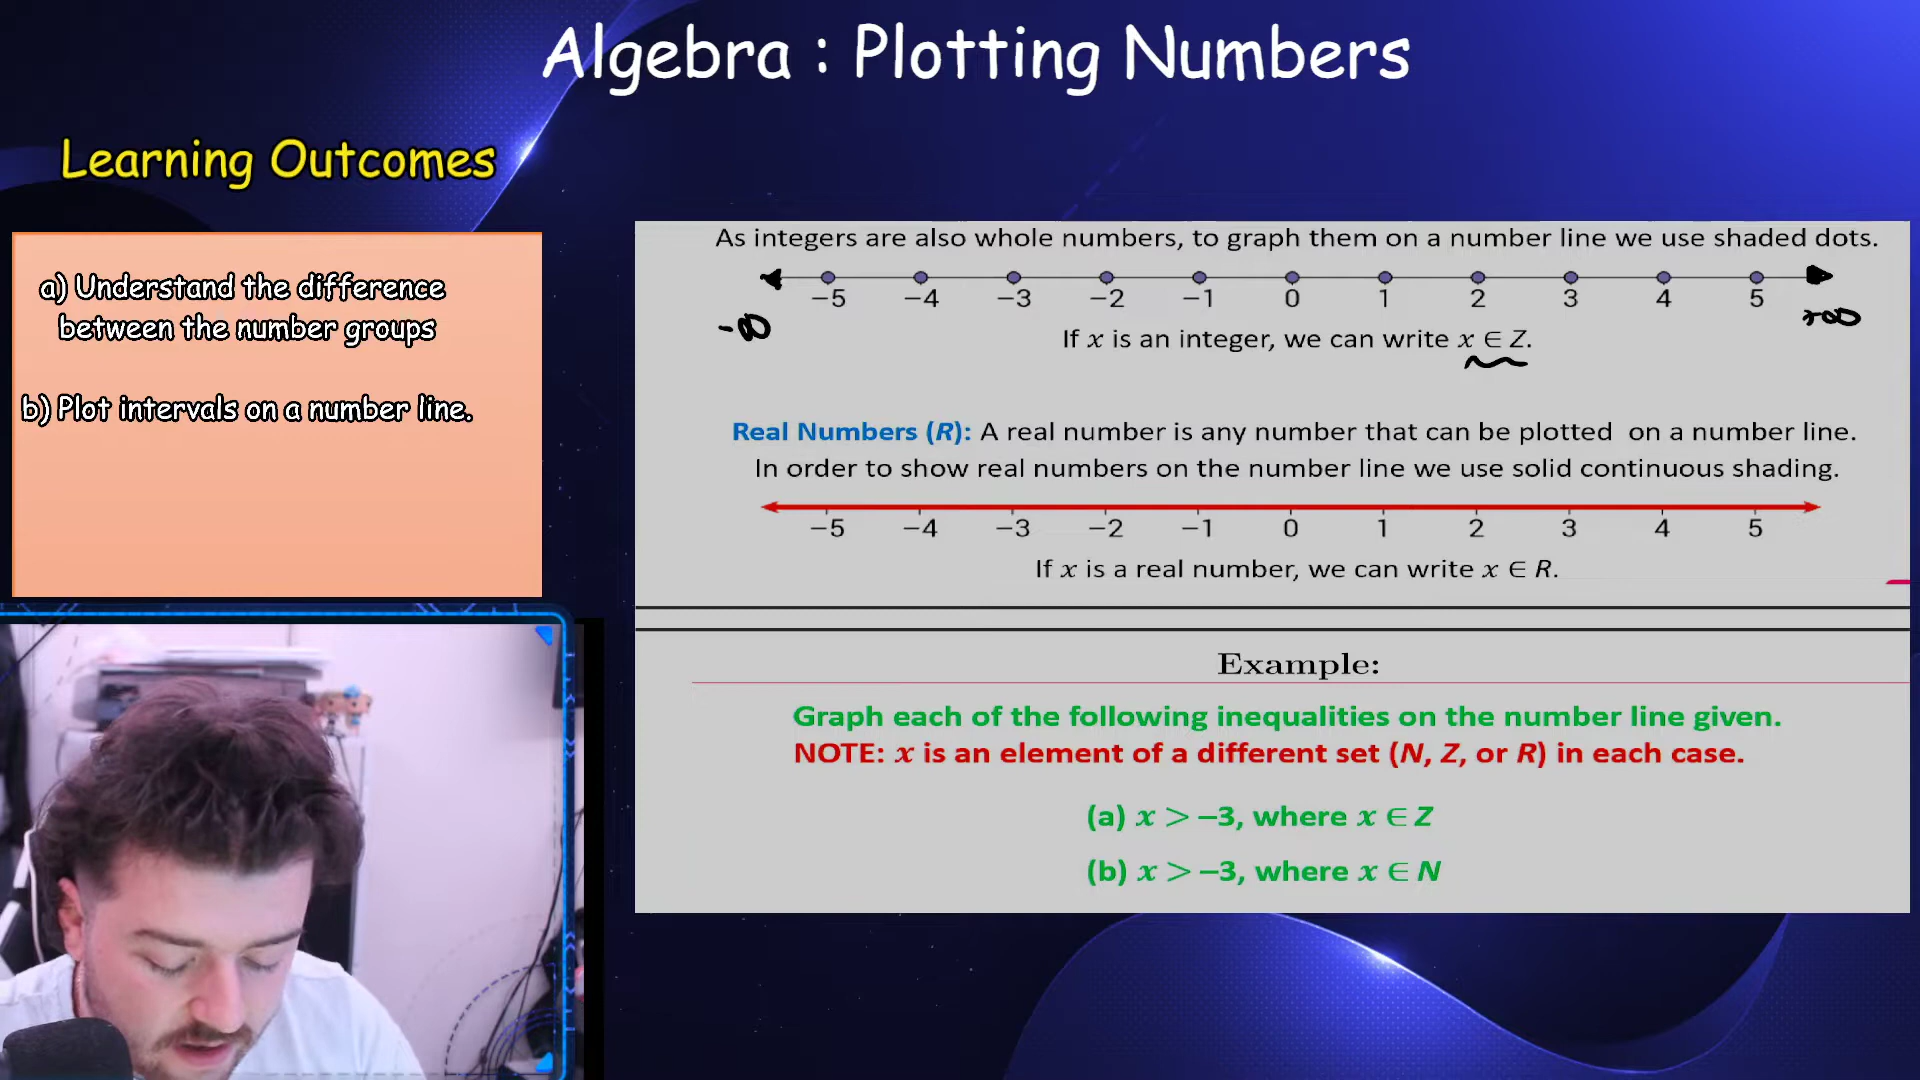 Algebra : Plotting Numbers
Learning Outcomes
a) Understand the difference
between the number groups
b) Plot intervals on a number line.
As integers are also whole numbers, to graph them on a number line we use shaded dots.
−5 −4 −3 −2 −1 0 1 2 3 4 5
-∞ +∞
If x is an integer, we can write x ∈ Z.
Real Numbers (R): A real number is any number that can be plotted on a number line.
In order to show real numbers on the number line we use solid continuous shading.
−5 −4 −3 −2 −1 0 1 2 3 4 5
If x is a real number, we can write x ∈ R.
Example:
Graph each of the following inequalities on the number line given.
NOTE: x is an element of a different set (N, Z, or R) in each case.
(a) x > −3, where x ∈ Z
(b) x > −3, where x ∈ N